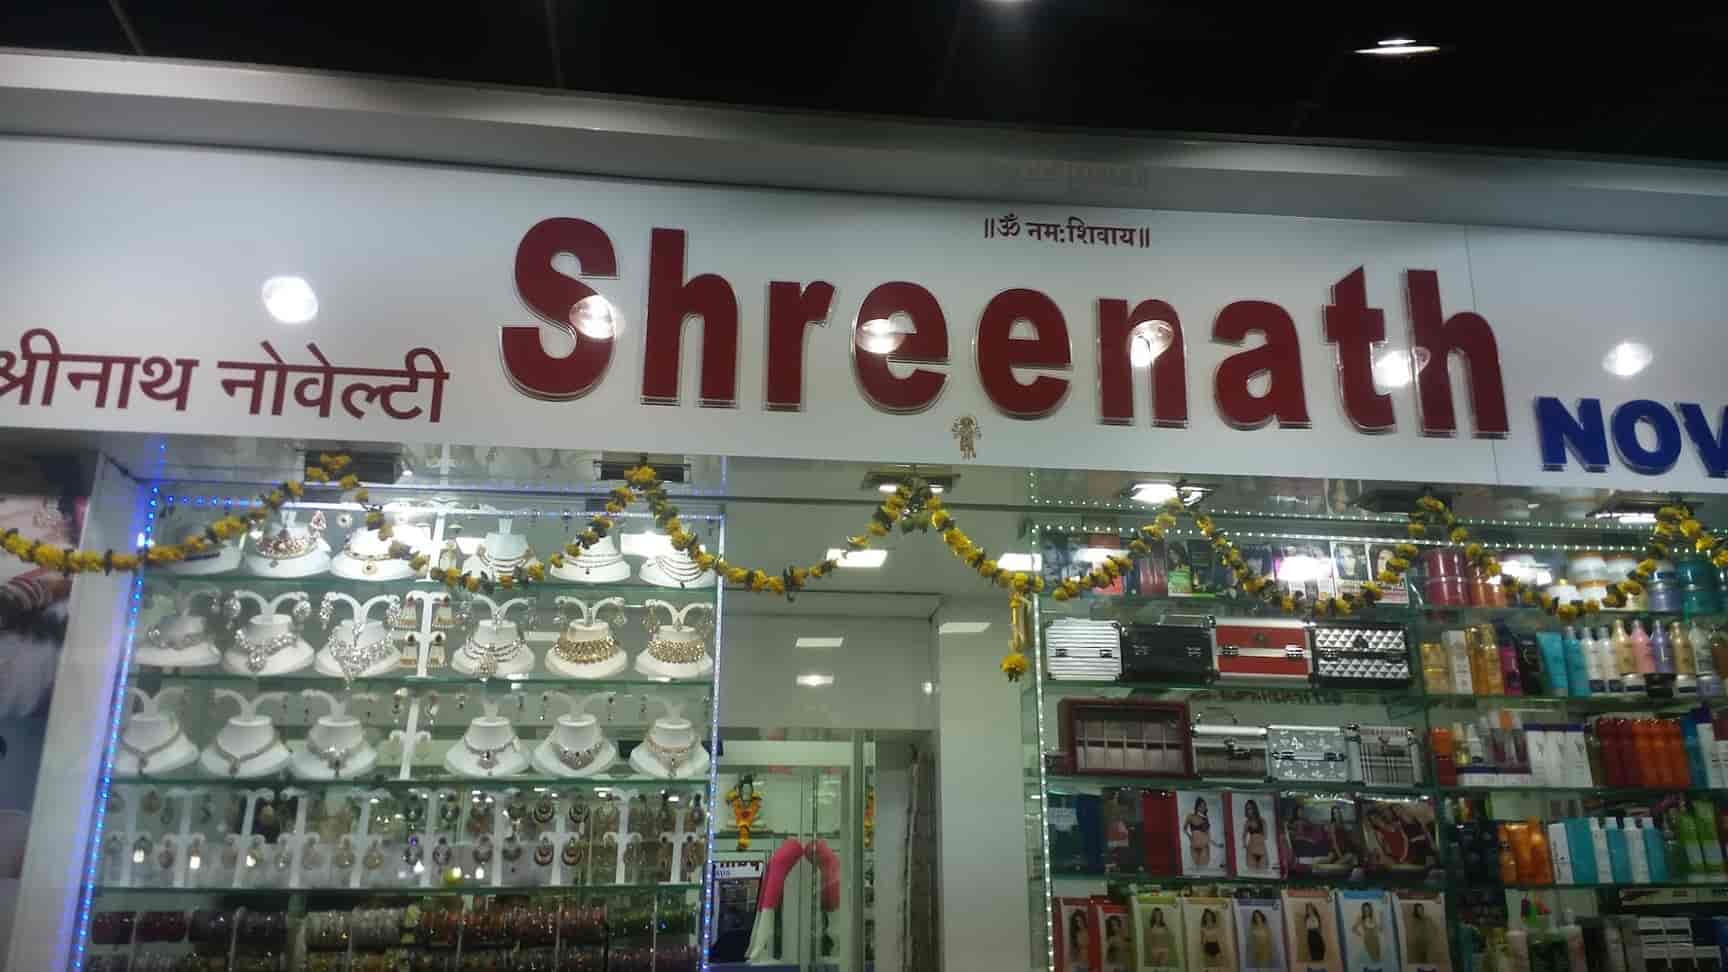 ॥ॐ नमःशिवाय॥
श्रीनाथ नोवेल्टी
Shreenath
NOV